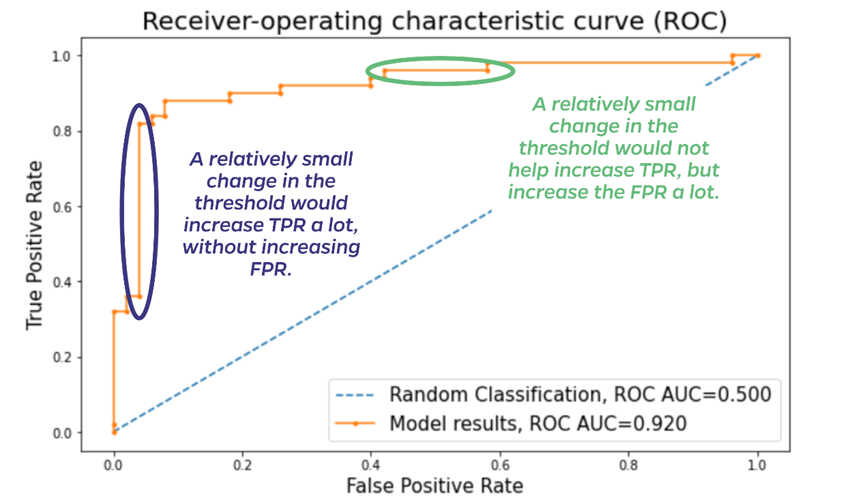 Receiver-operating characteristic curve (ROC)
True Positive Rate
1.0
0.8
0.6
0.4
0.2
0.0
A relatively small
change in the
threshold would
increase TPR a lot,
without increasing
FPR.
A relatively small
change in the
threshold would not
help increase TPR, but
increase the FPR a lot.
Random Classification, ROC AUC=0.500
Model results, ROC AUC=0.920
0.0 0.2 0.4 0.6 0.8 1.0
False Positive Rate